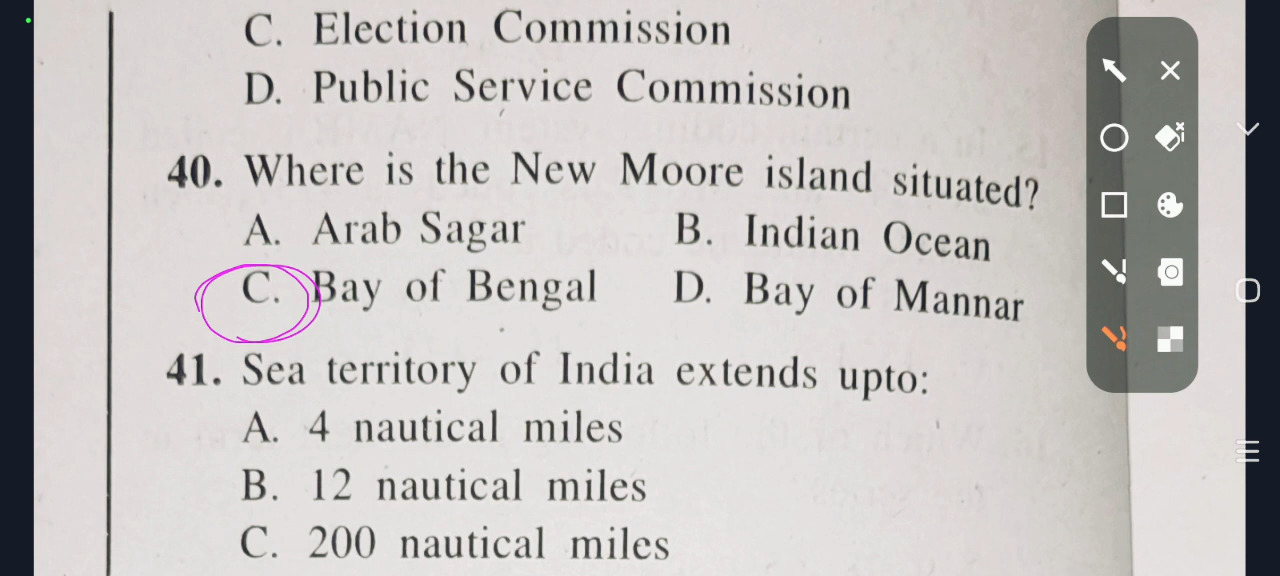 C. Election Commission
D. Public Service Commission
40. Where is the New Moore island situated?
A. Arab Sagar B. Indian Ocean
C. Bay of Bengal D. Bay of Mannar
41. Sea territory of India extends upto:
A. 4 nautical miles
B. 12 nautical miles
C. 200 nautical miles